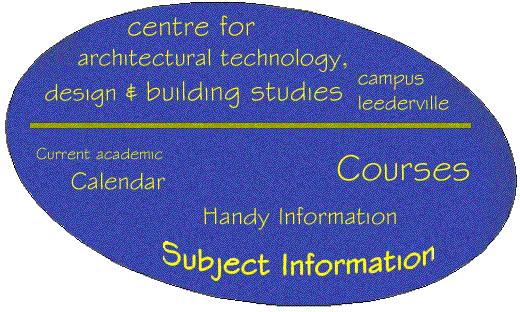 centre for
architectural technology,
design & building studies
campus
leederville
Current academic
Calendar
Courses
Handy Information
Subject Information